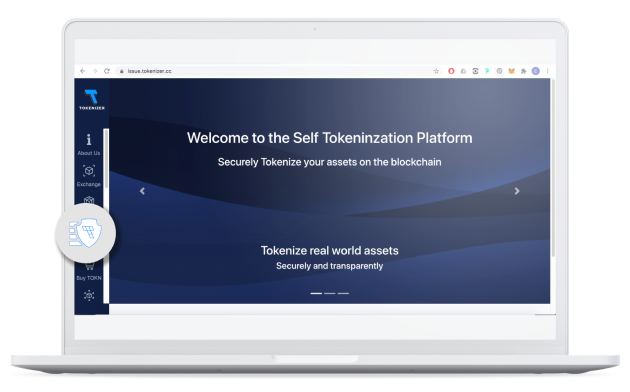 issue.tokenizer.cc
TOKENIZER
About Us
Exchange
Buy TOKN
Welcome to the Self Tokeninzation Platform
Securely Tokenize your assets on the blockchain
Tokenize real world assets
Securely and transparently